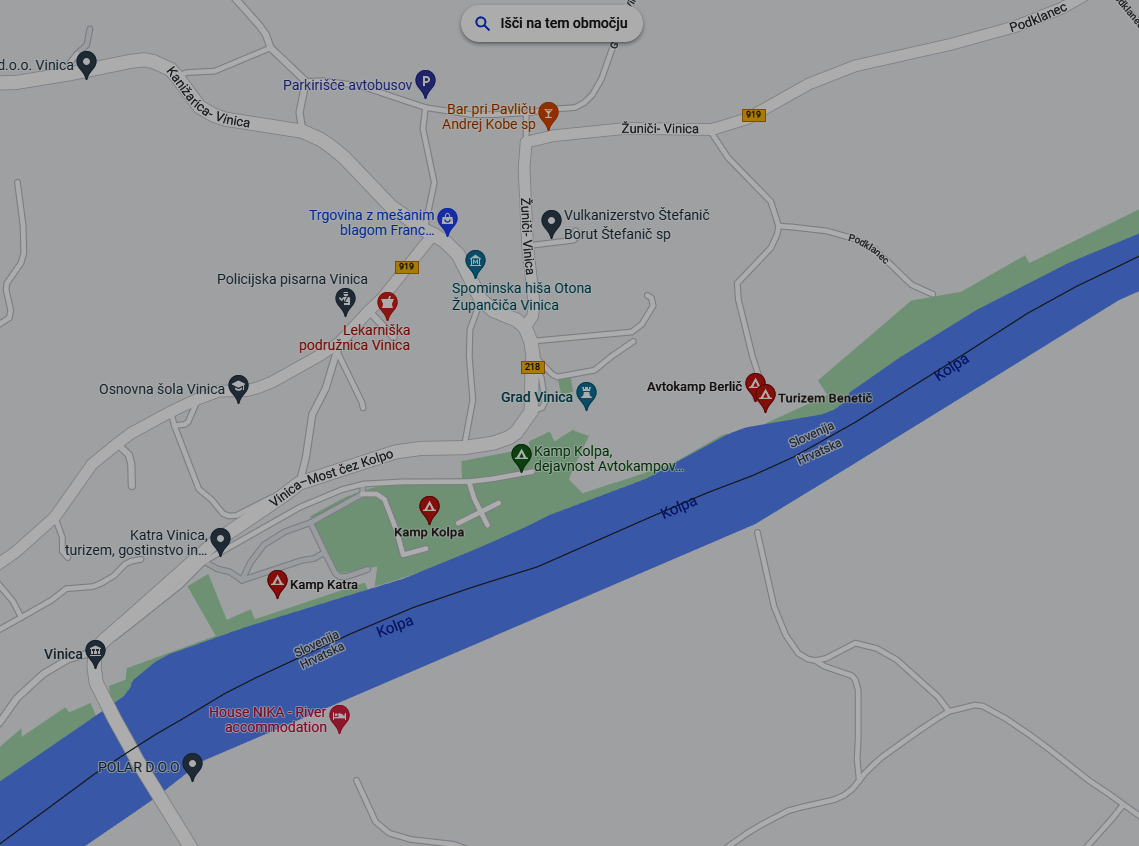 Išči na tem območju
Podklanec
d.o.o. Vinica
Kanižarica- Vinica
Parkirišče avtobusov
P
Bar pri Pavliču
Andrej Kobe sp
919
Žuniči- Vinica
Žuniči- Vinica
Trgovina z mešanim
blagom Franc...
Vulkanizerstvo Štefanič
Borut Štefanič sp
Podklanec
919
Policijska pisarna Vinica
Spominska hiša Otona
Župančiča Vinica
Lekarniška
podružnica Vinica
218
Osnovna šola Vinica
Grad Vinica
Avtokamp Berlič
Turizem Benetič
Kolpa
Slovenija
Hrvatska
Kamp Kolpa,
dejavnost Avtokampov...
Vinica–Most čez Kolpo
Kolpa
Kamp Kolpa
Katra Vinica,
turizem, gostinstvo in...
Kamp Katra
Kolpa
Slovenija
Hrvatska
Vinica
House NIKA - River
accommodation
POLAR D.O.O